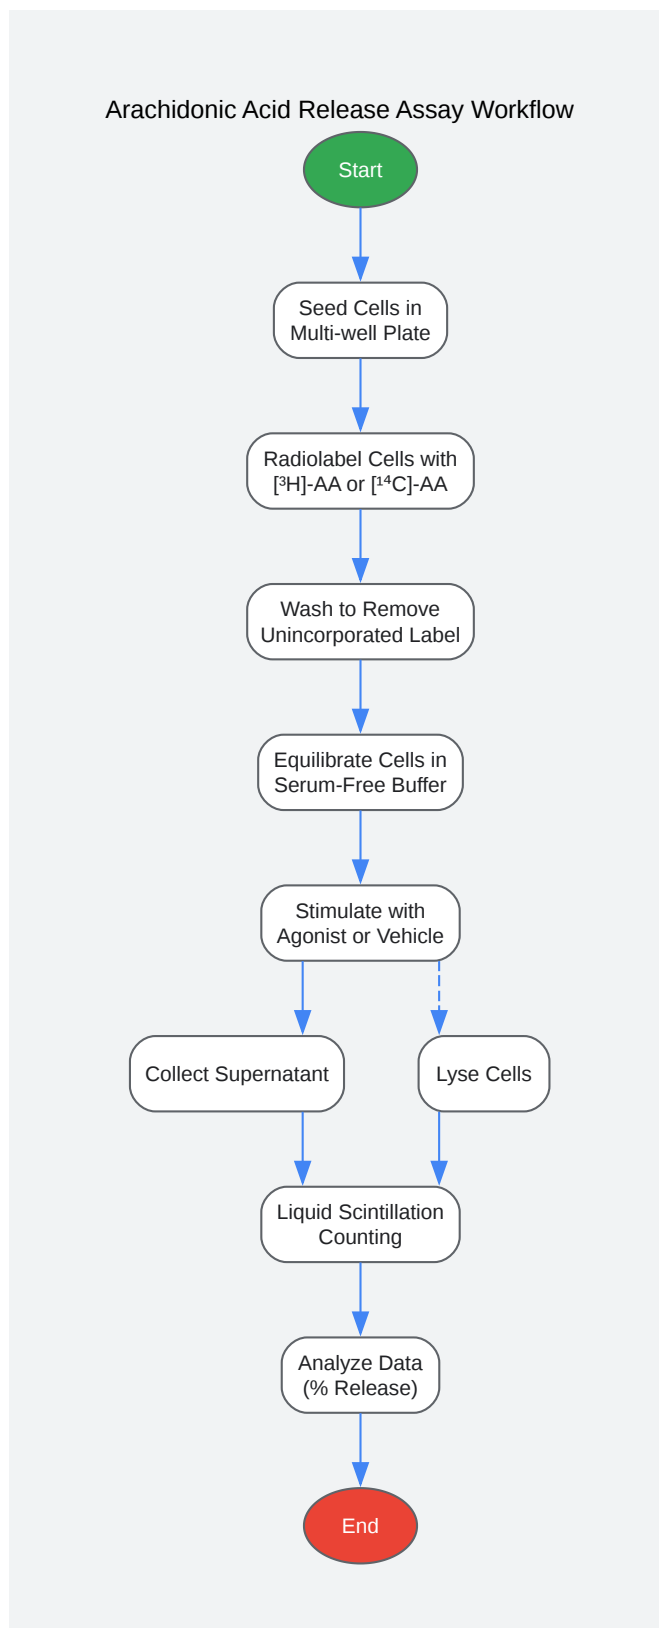 Arachidonic Acid Release Assay Workflow
Start
Seed Cells in
Multi-well Plate
Radiolabel Cells with
[³H]-AA or [¹⁴C]-AA
Wash to Remove
Unincorporated Label
Equilibrate Cells in
Serum-Free Buffer
Stimulate with
Agonist or Vehicle
Collect Supernatant
Lyse Cells
Liquid Scintillation
Counting
Analyze Data
(% Release)
End